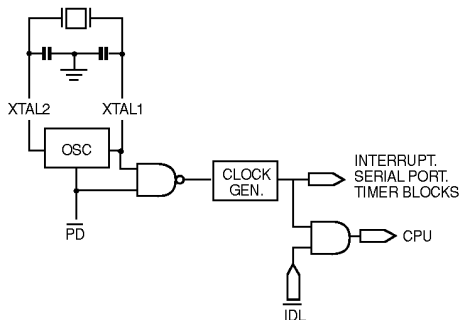 XTAL2
XTAL1
OSC
CLOCK
GEN.
INTERRUPT.
SERIAL PORT.
TIMER BLOCKS
PD
CPU
IDL